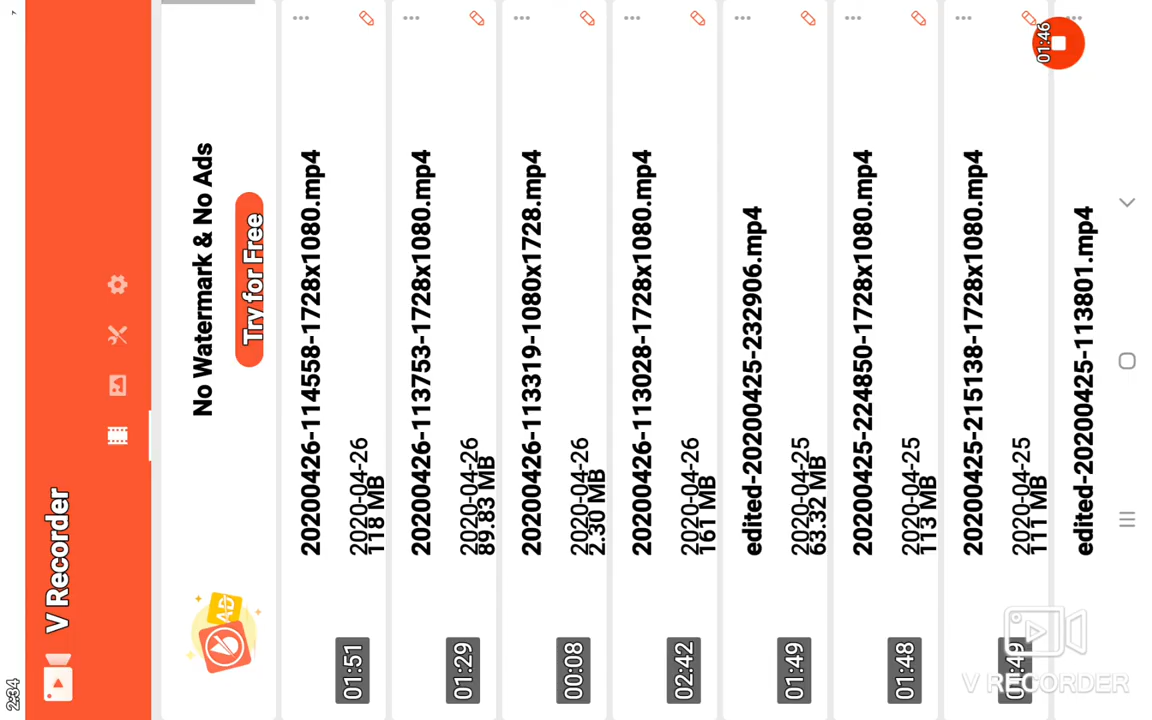 2:34
V Recorder
AD
No Watermark & No Ads
Try for Free
20200426-114558-1728x1080.mp4
2020-04-26
118 MB
01:51
20200426-113753-1728x1080.mp4
2020-04-26
89.83 MB
01:29
20200426-113319-1080x1728.mp4
2020-04-26
2.30 MB
00:08
20200426-113028-1728x1080.mp4
2020-04-26
161 MB
02:42
edited-20200425-232906.mp4
2020-04-25
63.32 MB
01:49
20200425-224850-1728x1080.mp4
2020-04-25
113 MB
01:48
20200425-215138-1728x1080.mp4
2020-04-25
111 MB
01:49
edited-20200425-113801.mp4
01:46
V RECORDER